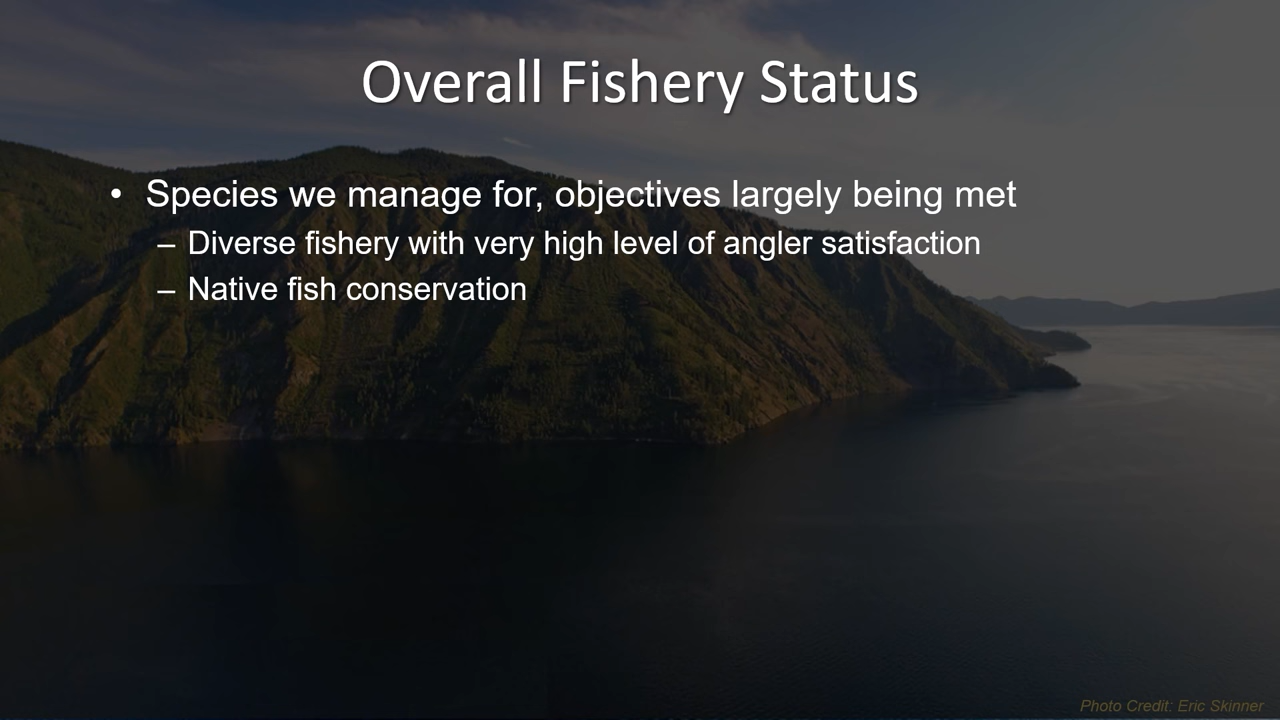 Overall Fishery Status
• Species we manage for, objectives largely being met
– Diverse fishery with very high level of angler satisfaction
– Native fish conservation
Photo Credit: Eric Skinner